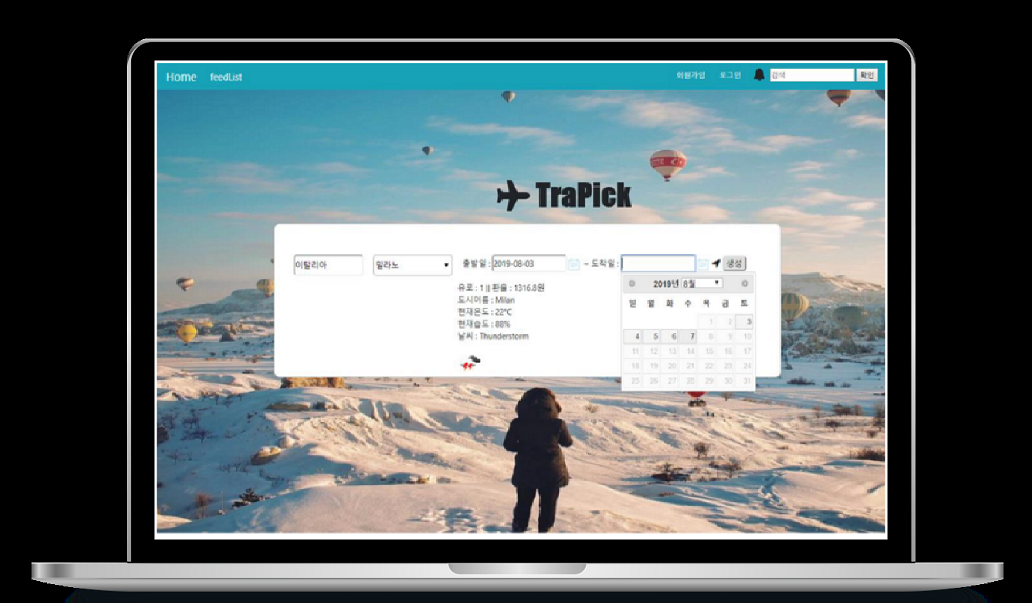 Home feedList 회원가입 로그인 검색 확인
TraPick
이탈리아 밀라노 출발일 : 2019-08-03 ~ 도착일 : 생성
유로 : 1 || 환율 : 1316.8원
도시이름 : Milan
현재온도 : 22°C
현재습도 : 88%
날씨 : Thunderstorm
2019년 8월
일 월 화 수 목 금 토
1 2 3
4 5 6 7 8 9 10
11 12 13 14 15 16 17
18 19 20 21 22 23 24
25 26 27 28 29 30 31